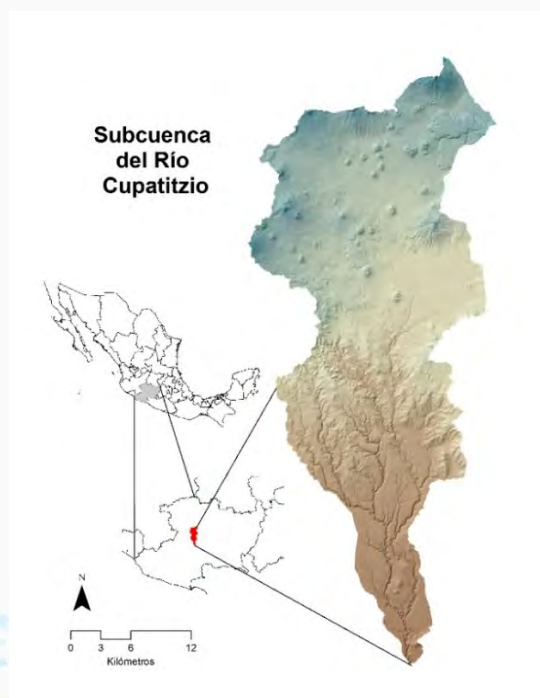 Subcuenca
del Río
Cupatitzio
N
0 3 6 12
Kilómetros